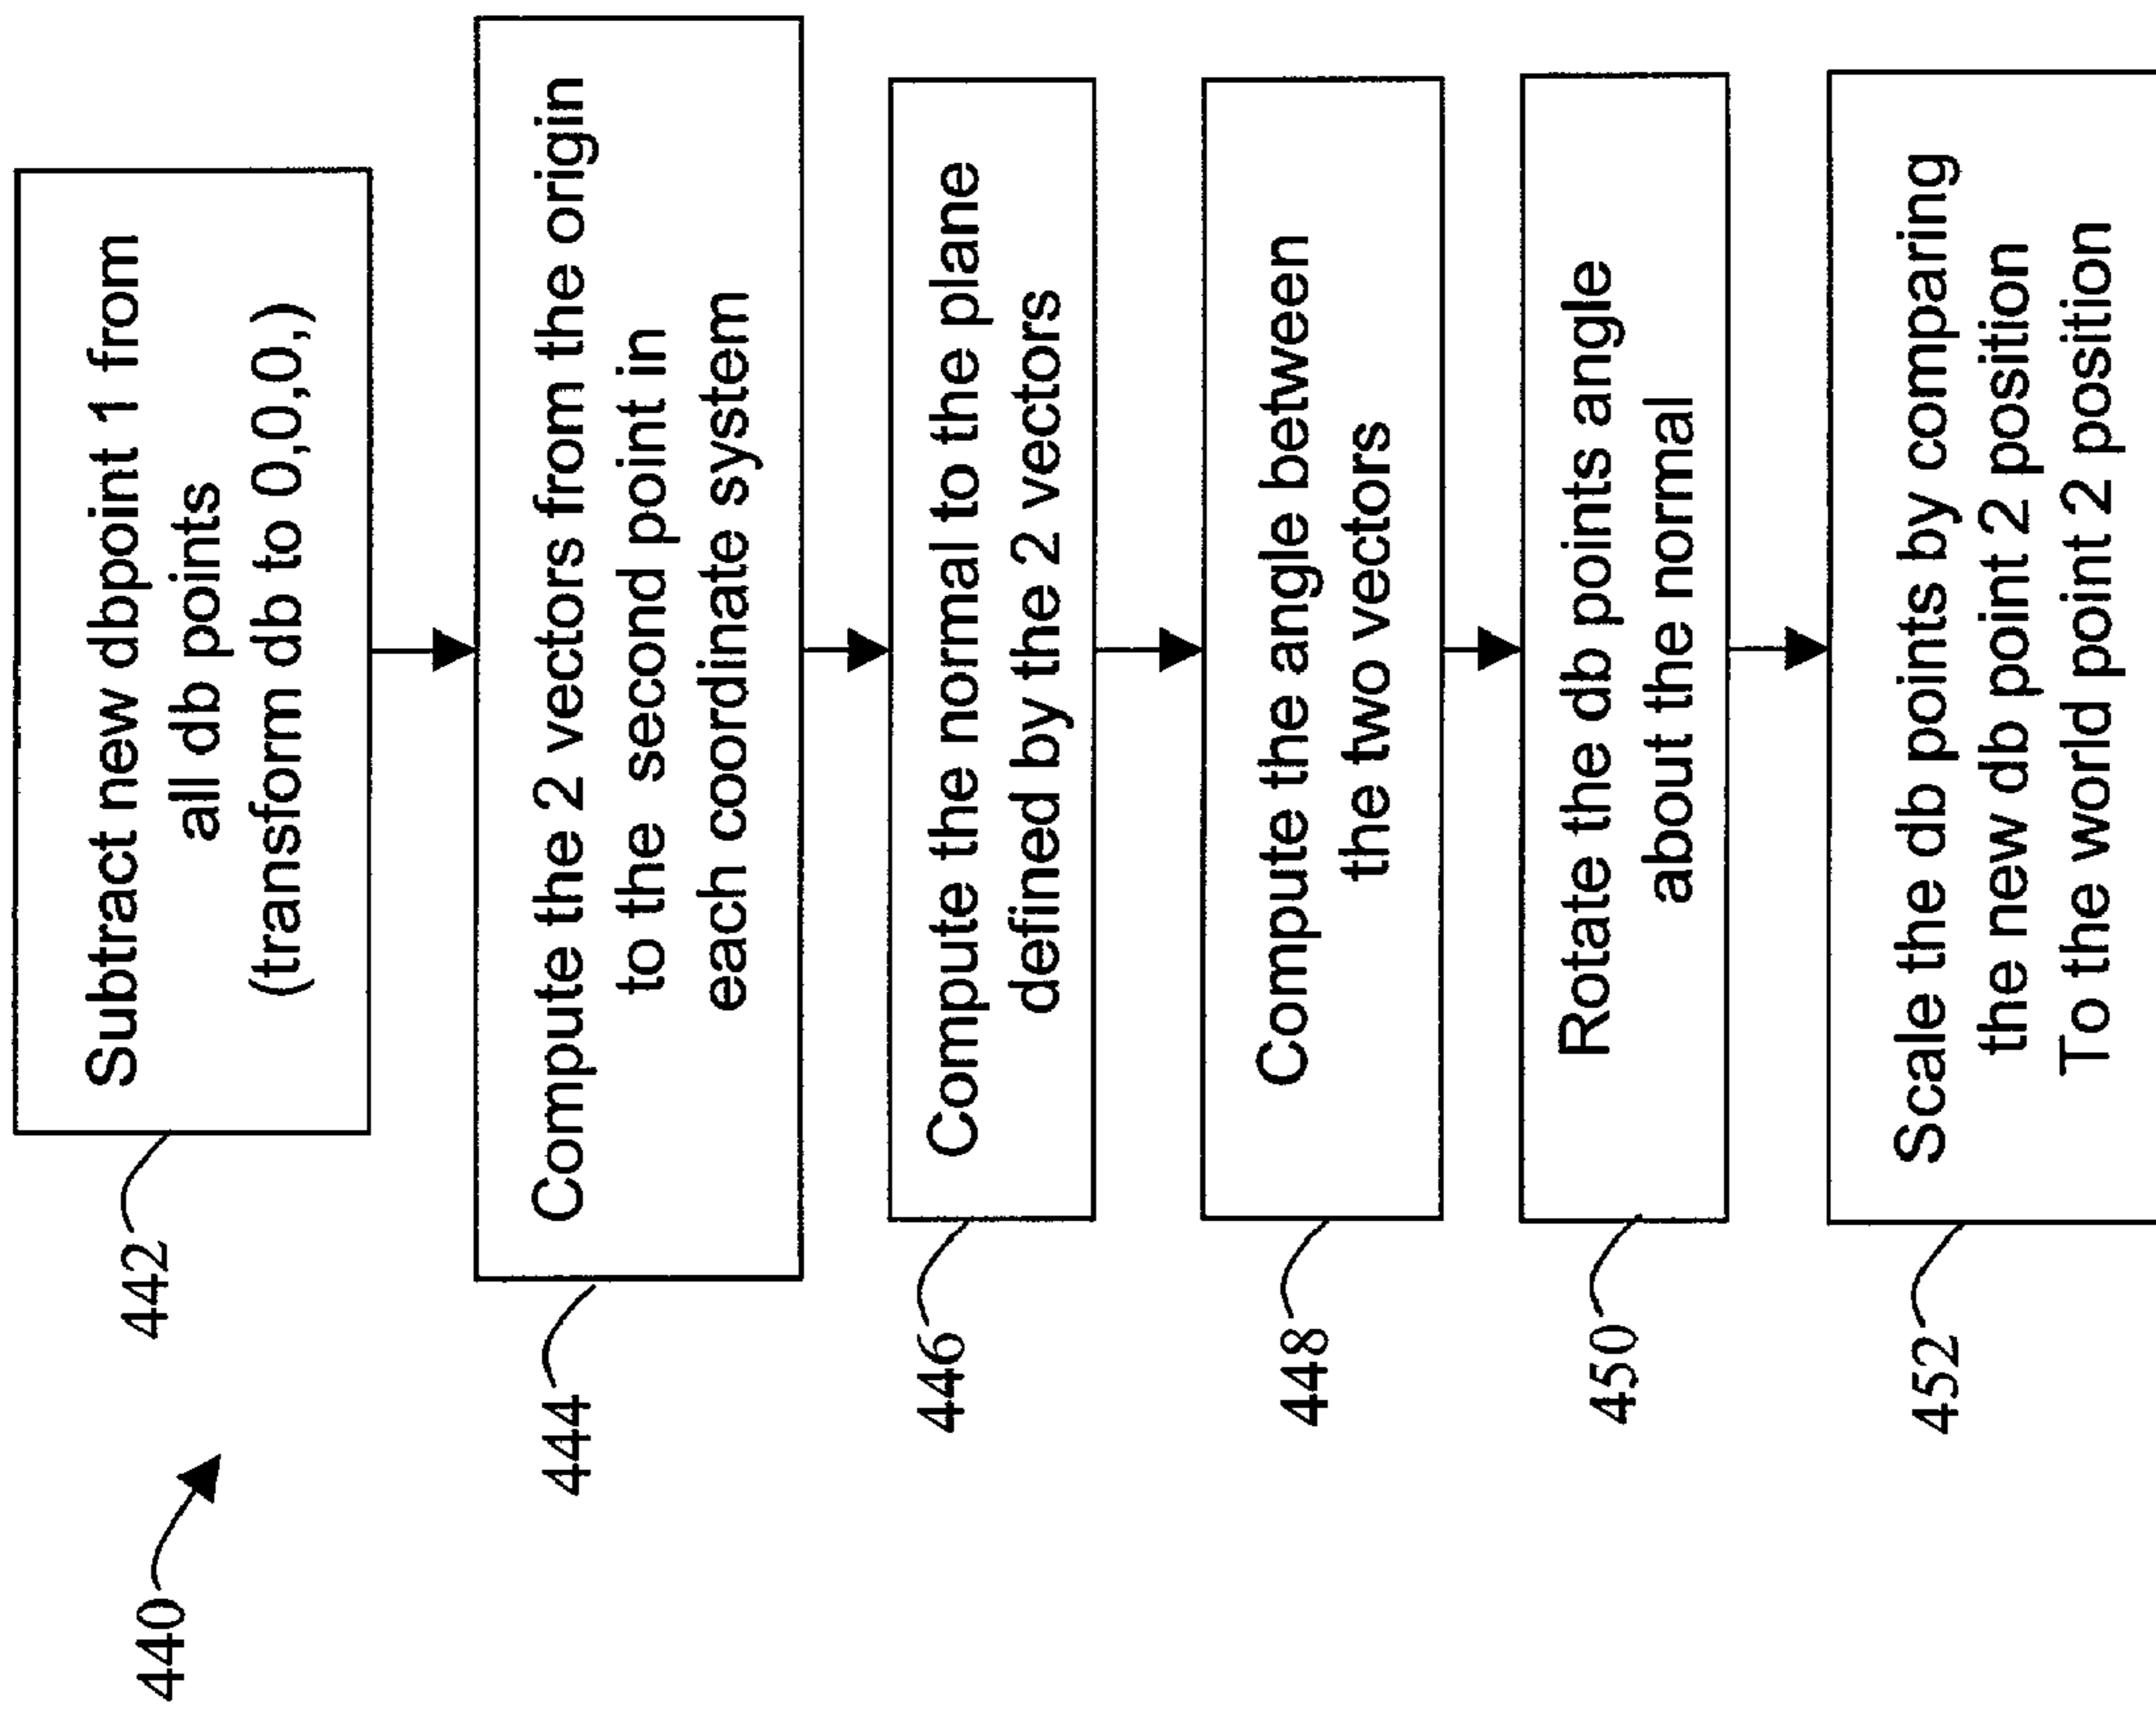 440
442
Subtract new dbpoint 1 from
all db points
(transform db to 0,0,0,)
444
Compute the 2 vectors from the origin
to the second point in
each coordinate system
446
Compute the normal to the plane
defined by the 2 vectors
448
Compute the angle between
the two vectors
450
Rotate the db points angle
about the normal
452
Scale the db points by comparing
the new db point 2 position
To the world point 2 position